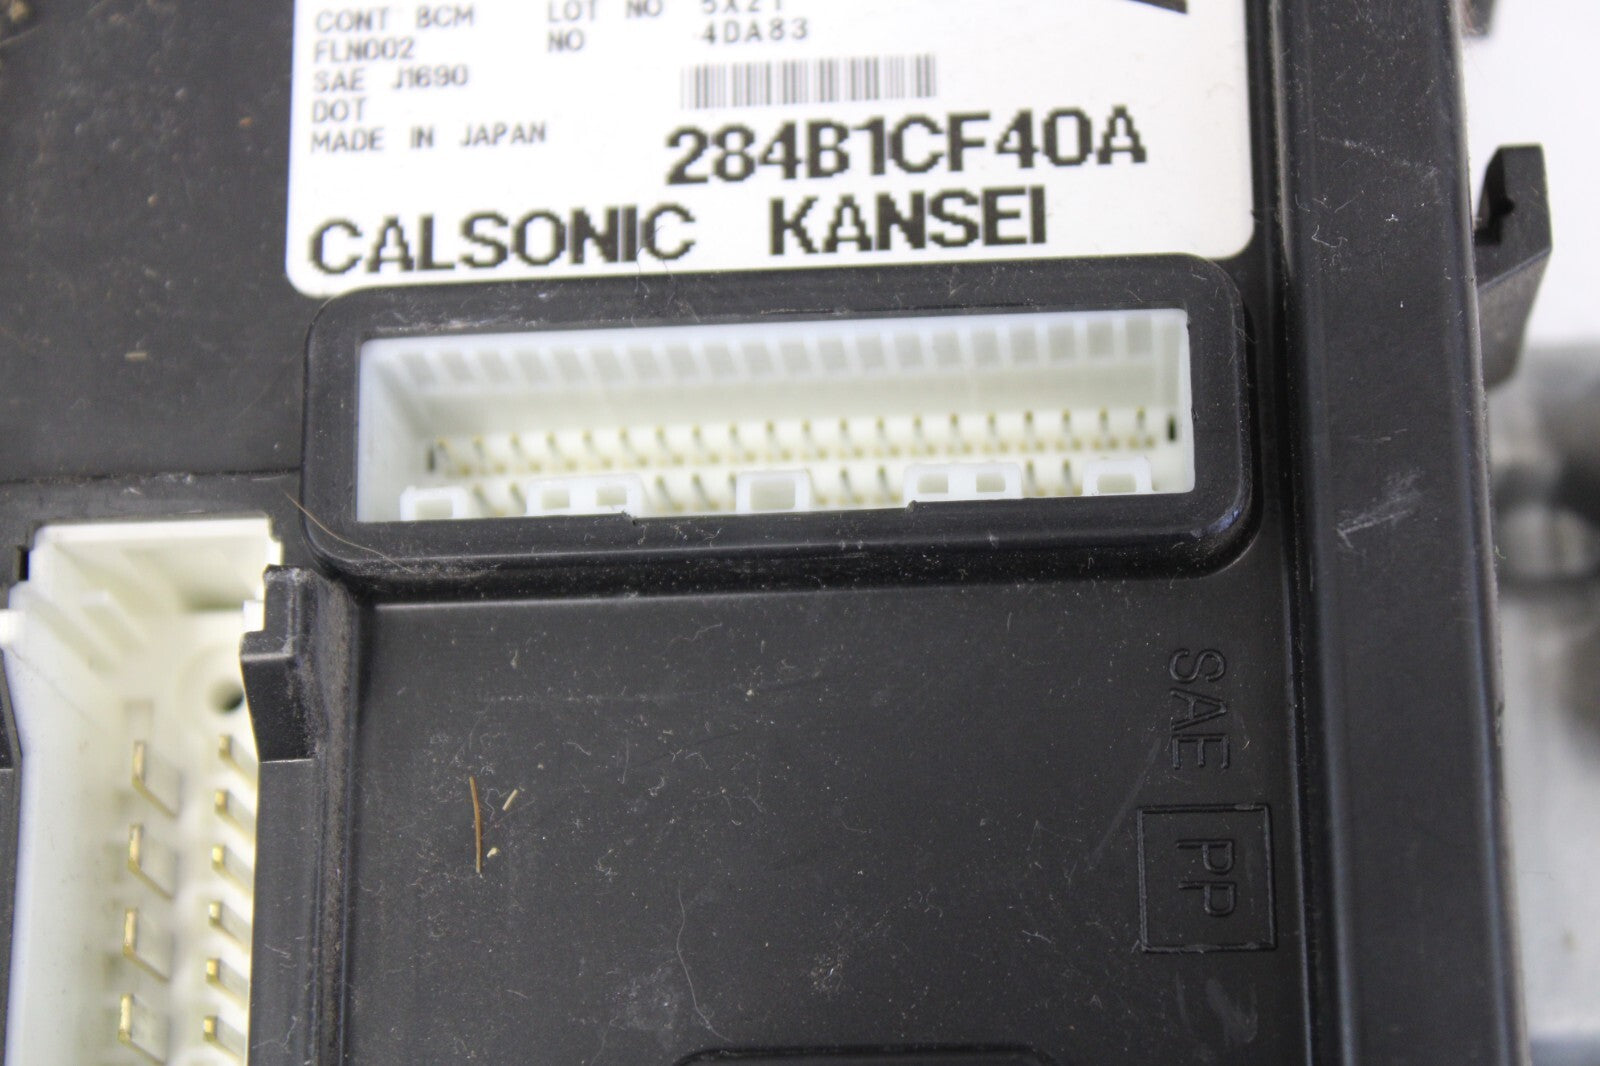 CONT BCM LOT NO 5X21
FLN002 NO 4DA83
SAE J1690
DOT
MADE IN JAPAN
284B1CF40A
CALSONIC KANSEI
SAE
PP